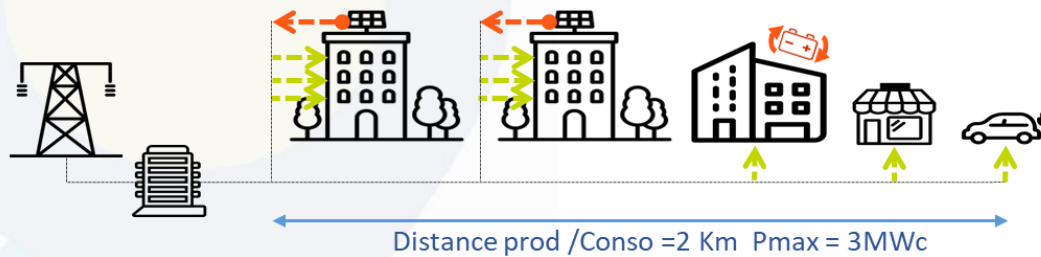 Distance prod /Conso =2 Km  Pmax = 3MWc